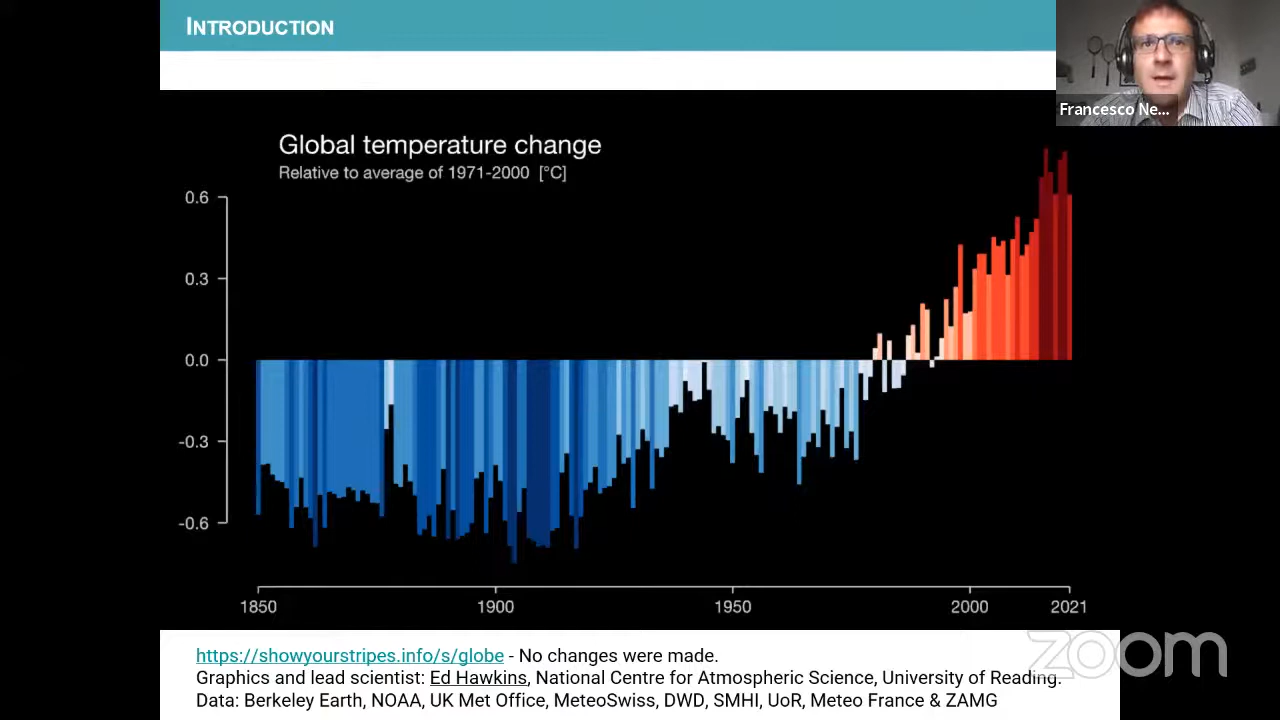 INTRODUCTION
Francesco Ne...
Global temperature change
Relative to average of 1971-2000 [°C]
0.6
0.3
0.0
-0.3
-0.6
1850
1900
1950
2000
2021
zoom
https://showyourstripes.info/s/globe - No changes were made.
Graphics and lead scientist: Ed Hawkins, National Centre for Atmospheric Science, University of Reading.
Data: Berkeley Earth, NOAA, UK Met Office, MeteoSwiss, DWD, SMHI, UoR, Meteo France & ZAMG